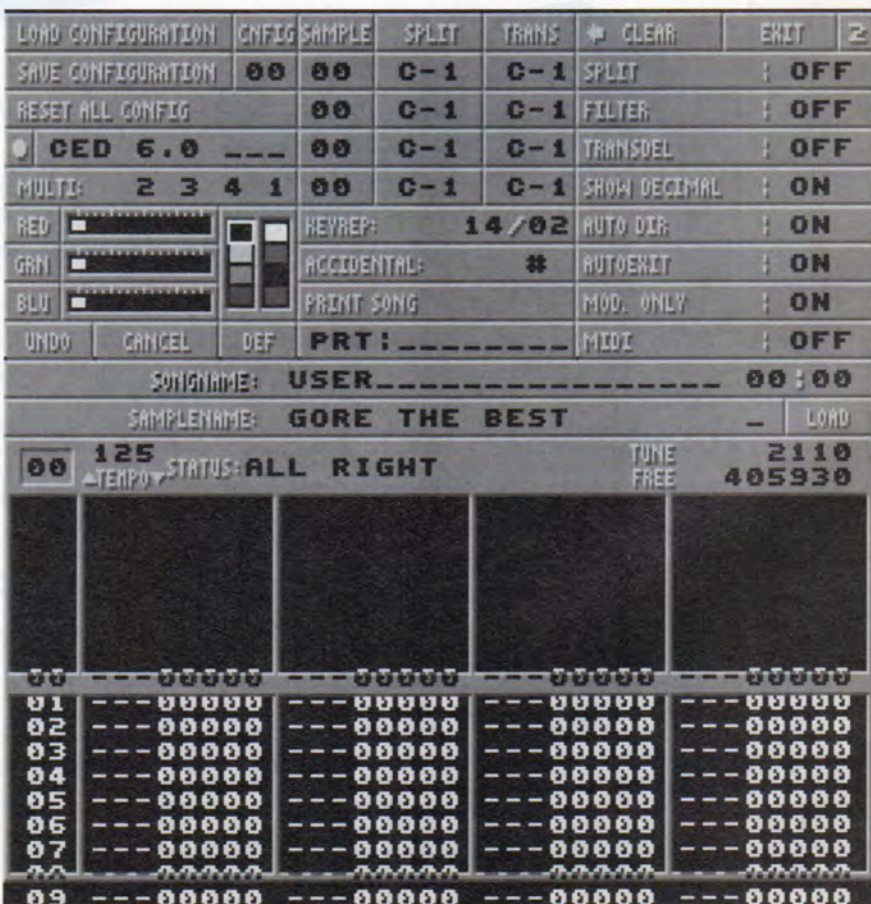 LOAD CONFIGURATION CNFIG SAMPLE SPLIT TRANS CLEAR EXIT 2
SAVE CONFIGURATION 00 00 C-1 C-1 SPLIT : OFF
RESET ALL CONFIG 00 C-1 C-1 FILTER : OFF
CED 6.0 ___ 00 C-1 C-1 TRANSDEL : OFF
MULTI: 2 3 4 1 00 C-1 C-1 SHOW DECIMAL : ON
RED KEYREP: 14/02 AUTO DIR : ON
GRN ACCIDENTAL: # AUTOEXIT : ON
BLU PRINT SONG MOD. ONLY : ON
UNDO CANCEL DEF PRT:_________ MIDI : OFF
SONGNAME: USER________________ 00:00
SAMPLENAME: GORE THE BEST _ LOAD
00 125 TEMPO STATUS:ALL RIGHT TUNE 2110
FREE 405930
00 ---00000 ---00000 ---00000 ---00000
01 ---00000 ---00000 ---00000 ---00000
02 ---00000 ---00000 ---00000 ---00000
03 ---00000 ---00000 ---00000 ---00000
04 ---00000 ---00000 ---00000 ---00000
05 ---00000 ---00000 ---00000 ---00000
06 ---00000 ---00000 ---00000 ---00000
07 ---00000 ---00000 ---00000 ---00000
09 ---00000 ---00000 ---00000 ---00000